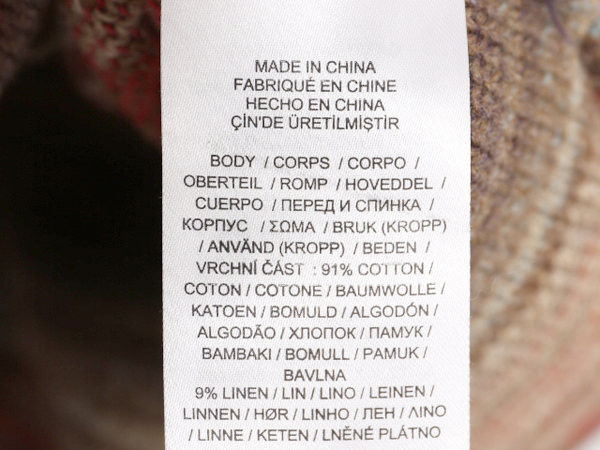 MADE IN CHINA
FABRIQUÉ EN CHINE
HECHO EN CHINA
ÇİN'DE ÜRETİLMİŞTİR
BODY / CORPS / CORPO /
OBERTEIL / ROMP / HOVEDDEL /
CUERPO / ПЕРЕД И СПИНКА /
КОРПУС / ΣΩΜΑ / BRUK (KROPP)
/ ANVÄND (KROPP) / BEDEN /
VRCHNÍ ČÁST : 91% COTTON /
COTON / COTONE / BAUMWOLLE /
KATOEN / BOMULD / ALGODÓN /
ALGODÃO / ХЛОПОК / ПАМУК /
BAMBAKI / BOMULL / PAMUK /
BAVLNA
9% LINEN / LIN / LINO / LEINEN /
LINNEN / HØR / LINHO / ЛЕН / ΛΙΝΟ
/ LINNE / KETEN / LNĚNÉ PLÁTNO